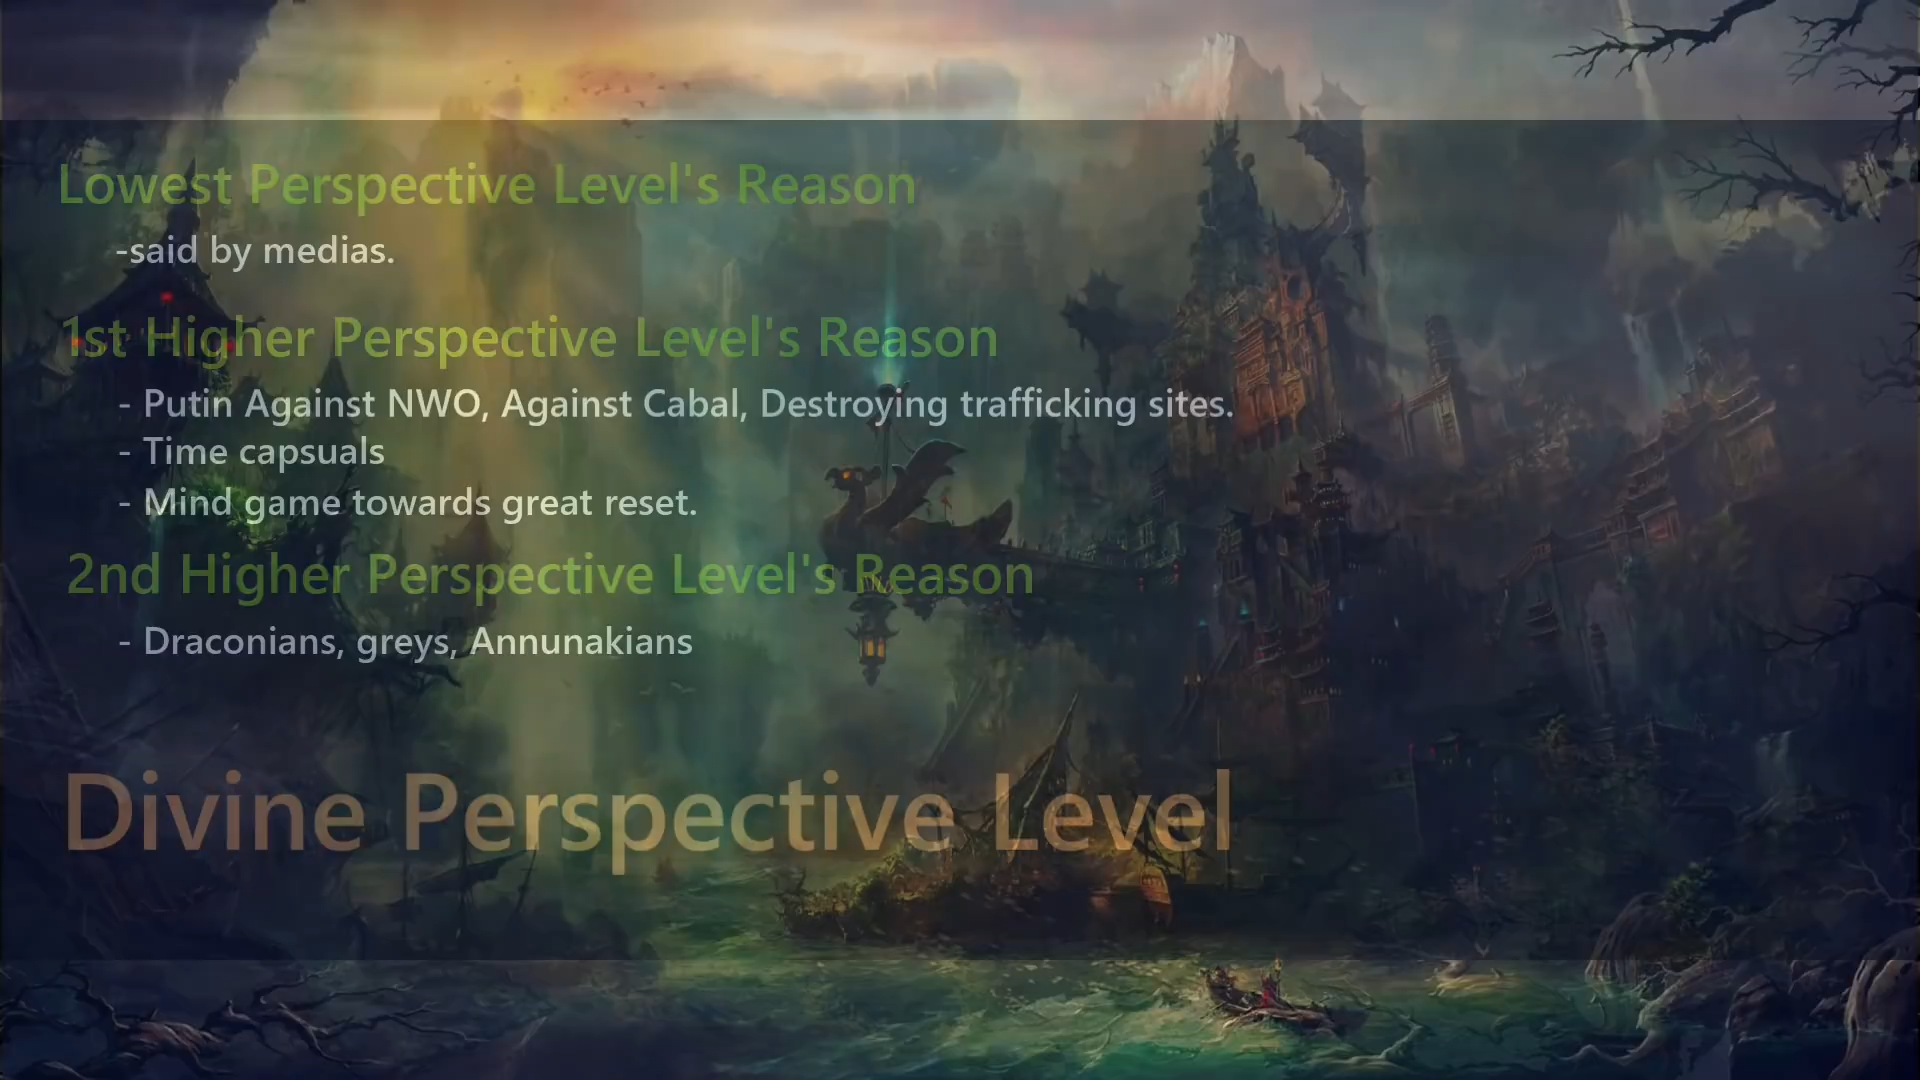 Lowest Perspective Level's Reason
-said by medias.
1st Higher Perspective Level's Reason
- Putin Against NWO, Against Cabal, Destroying trafficking sites.
- Time capsuals
- Mind game towards great reset.
2nd Higher Perspective Level's Reason
- Draconians, greys, Annunakians
Divine Perspective Level